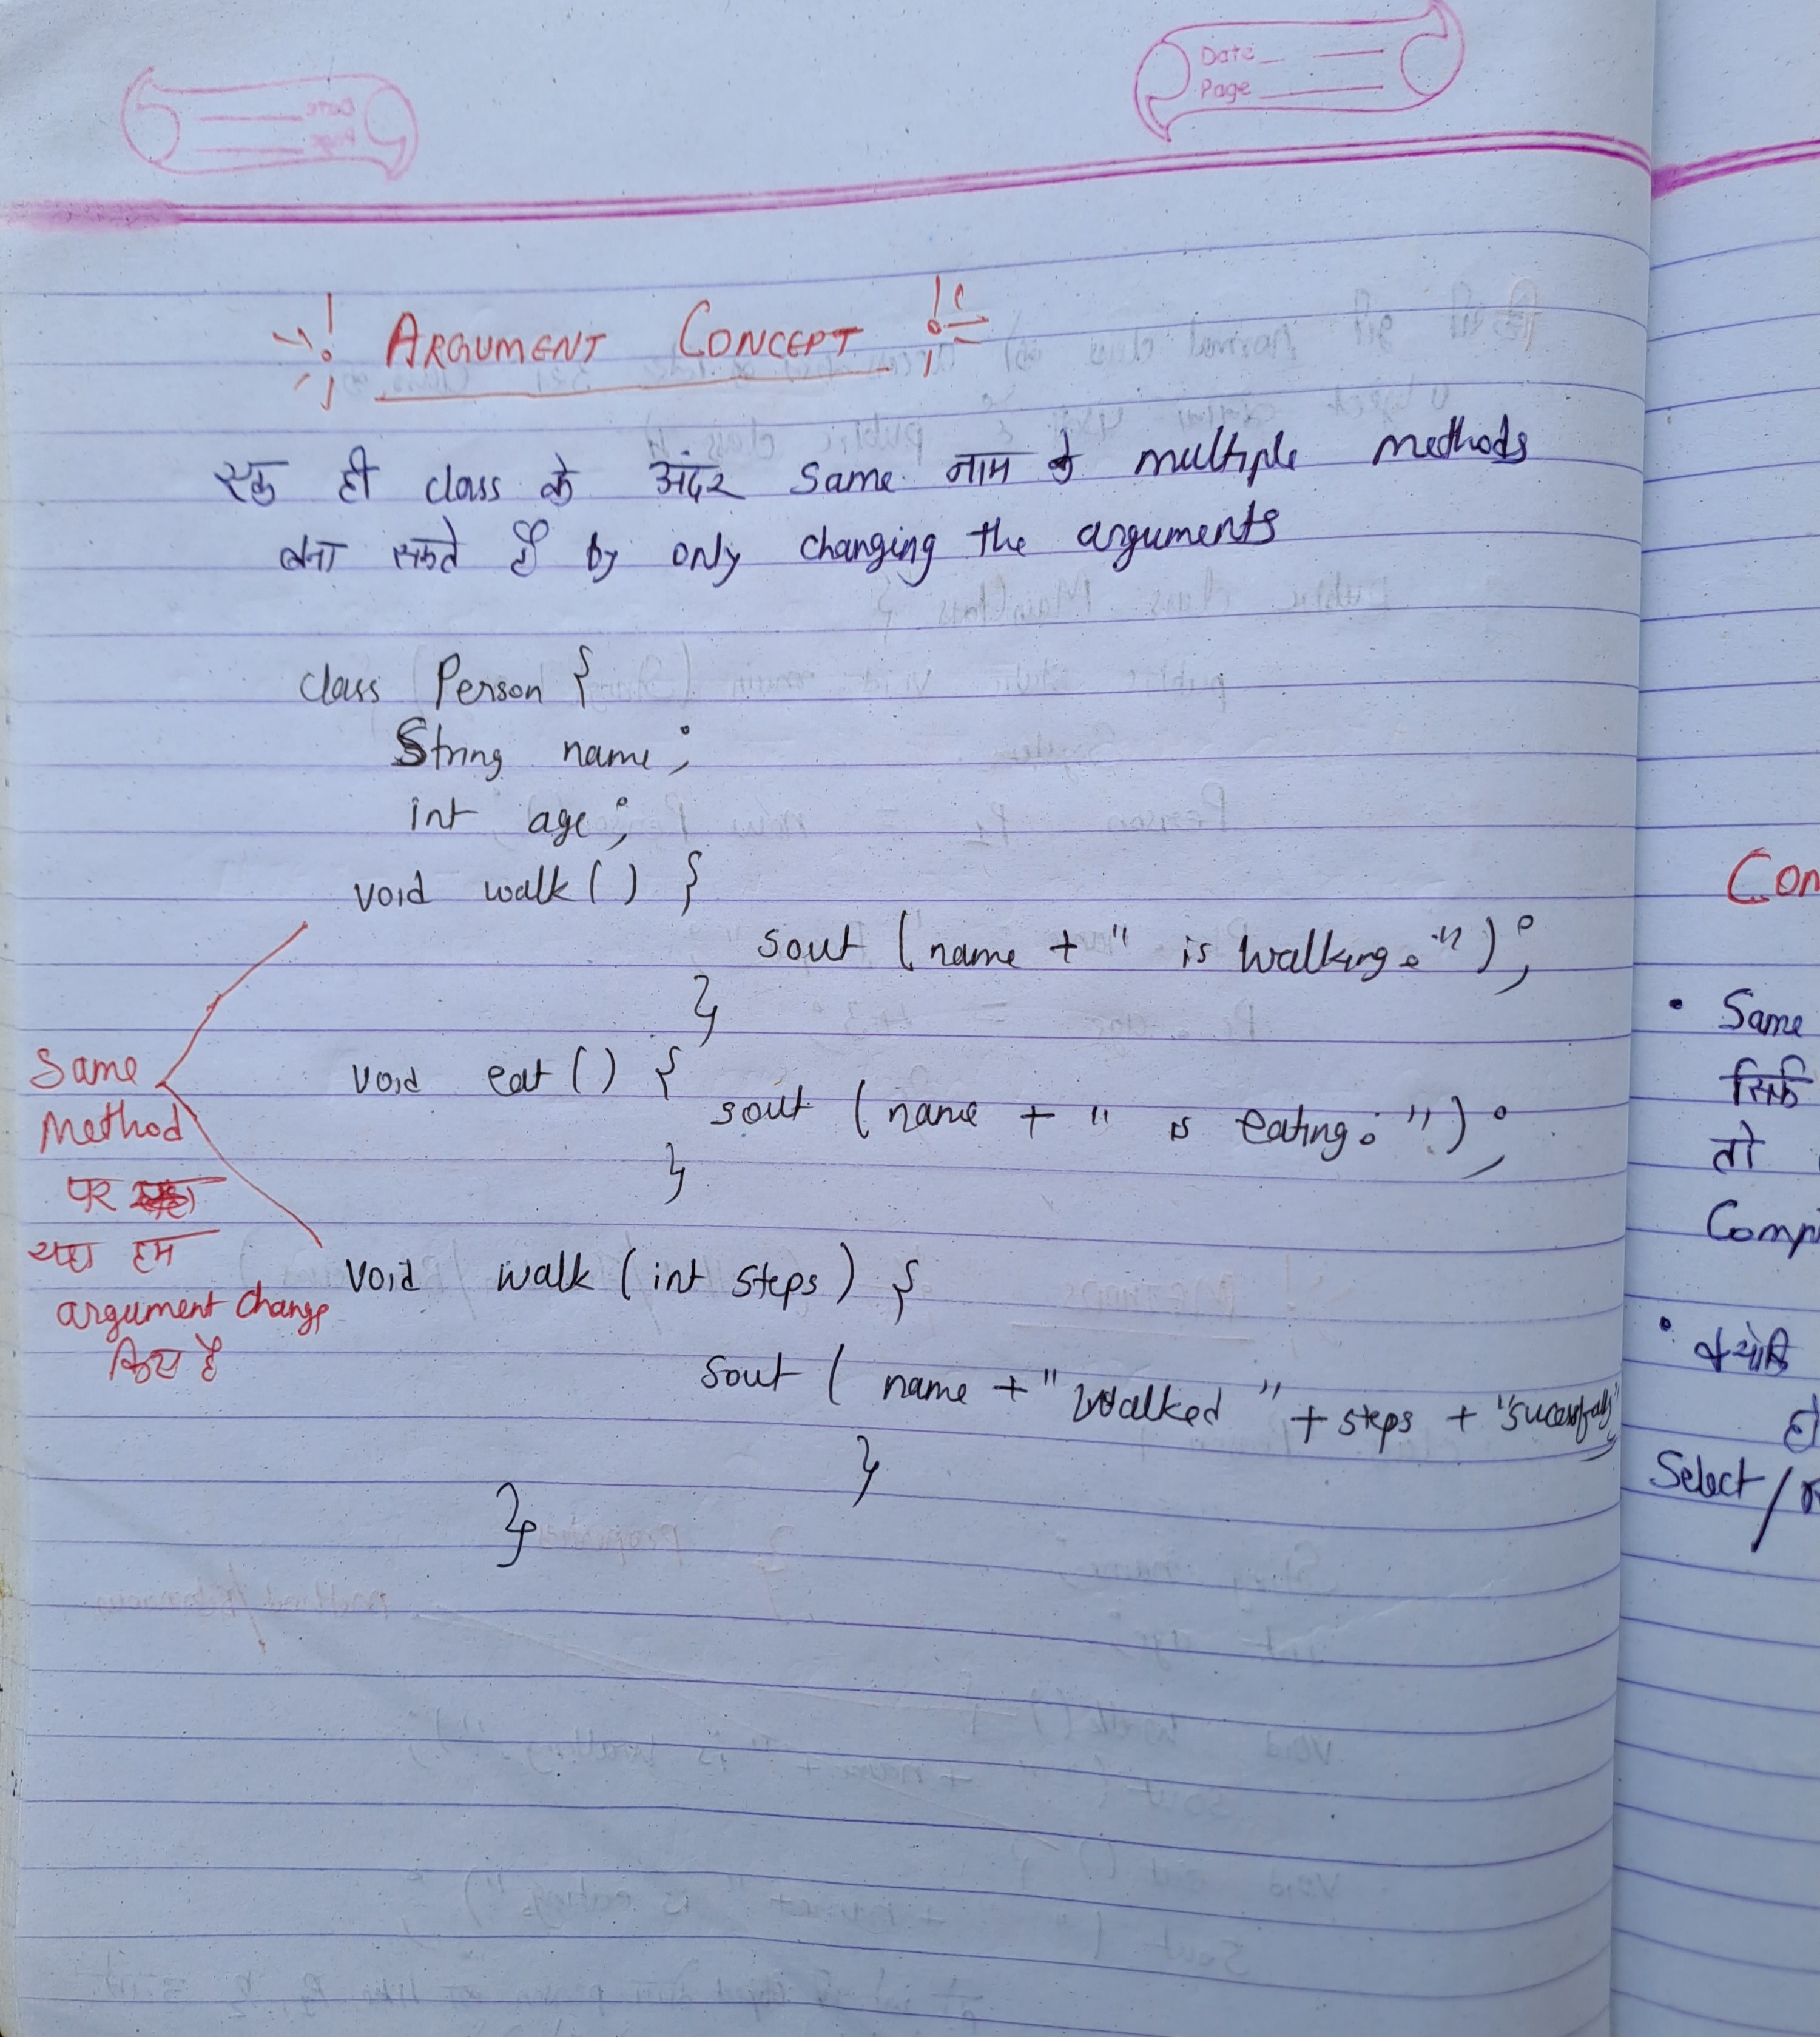 Date
Page
ARGUMENT CONCEPT
एक ही class के अंदर same नाम के multiple methods
बना सकते हैं by only changing the arguments
class Person {
String name;
int age;
void walk() {
sout (name + " is walking.");
}
void eat() {
sout (name + " is eating.");
}
void walk (int steps) {
sout ( name + " walked " + steps +
}
}
Same
Method
पर
यहा हम
argument change
किए है
Con
• Same
सिर्फ
तो
Compi
• क्योंकि
हो
Select /